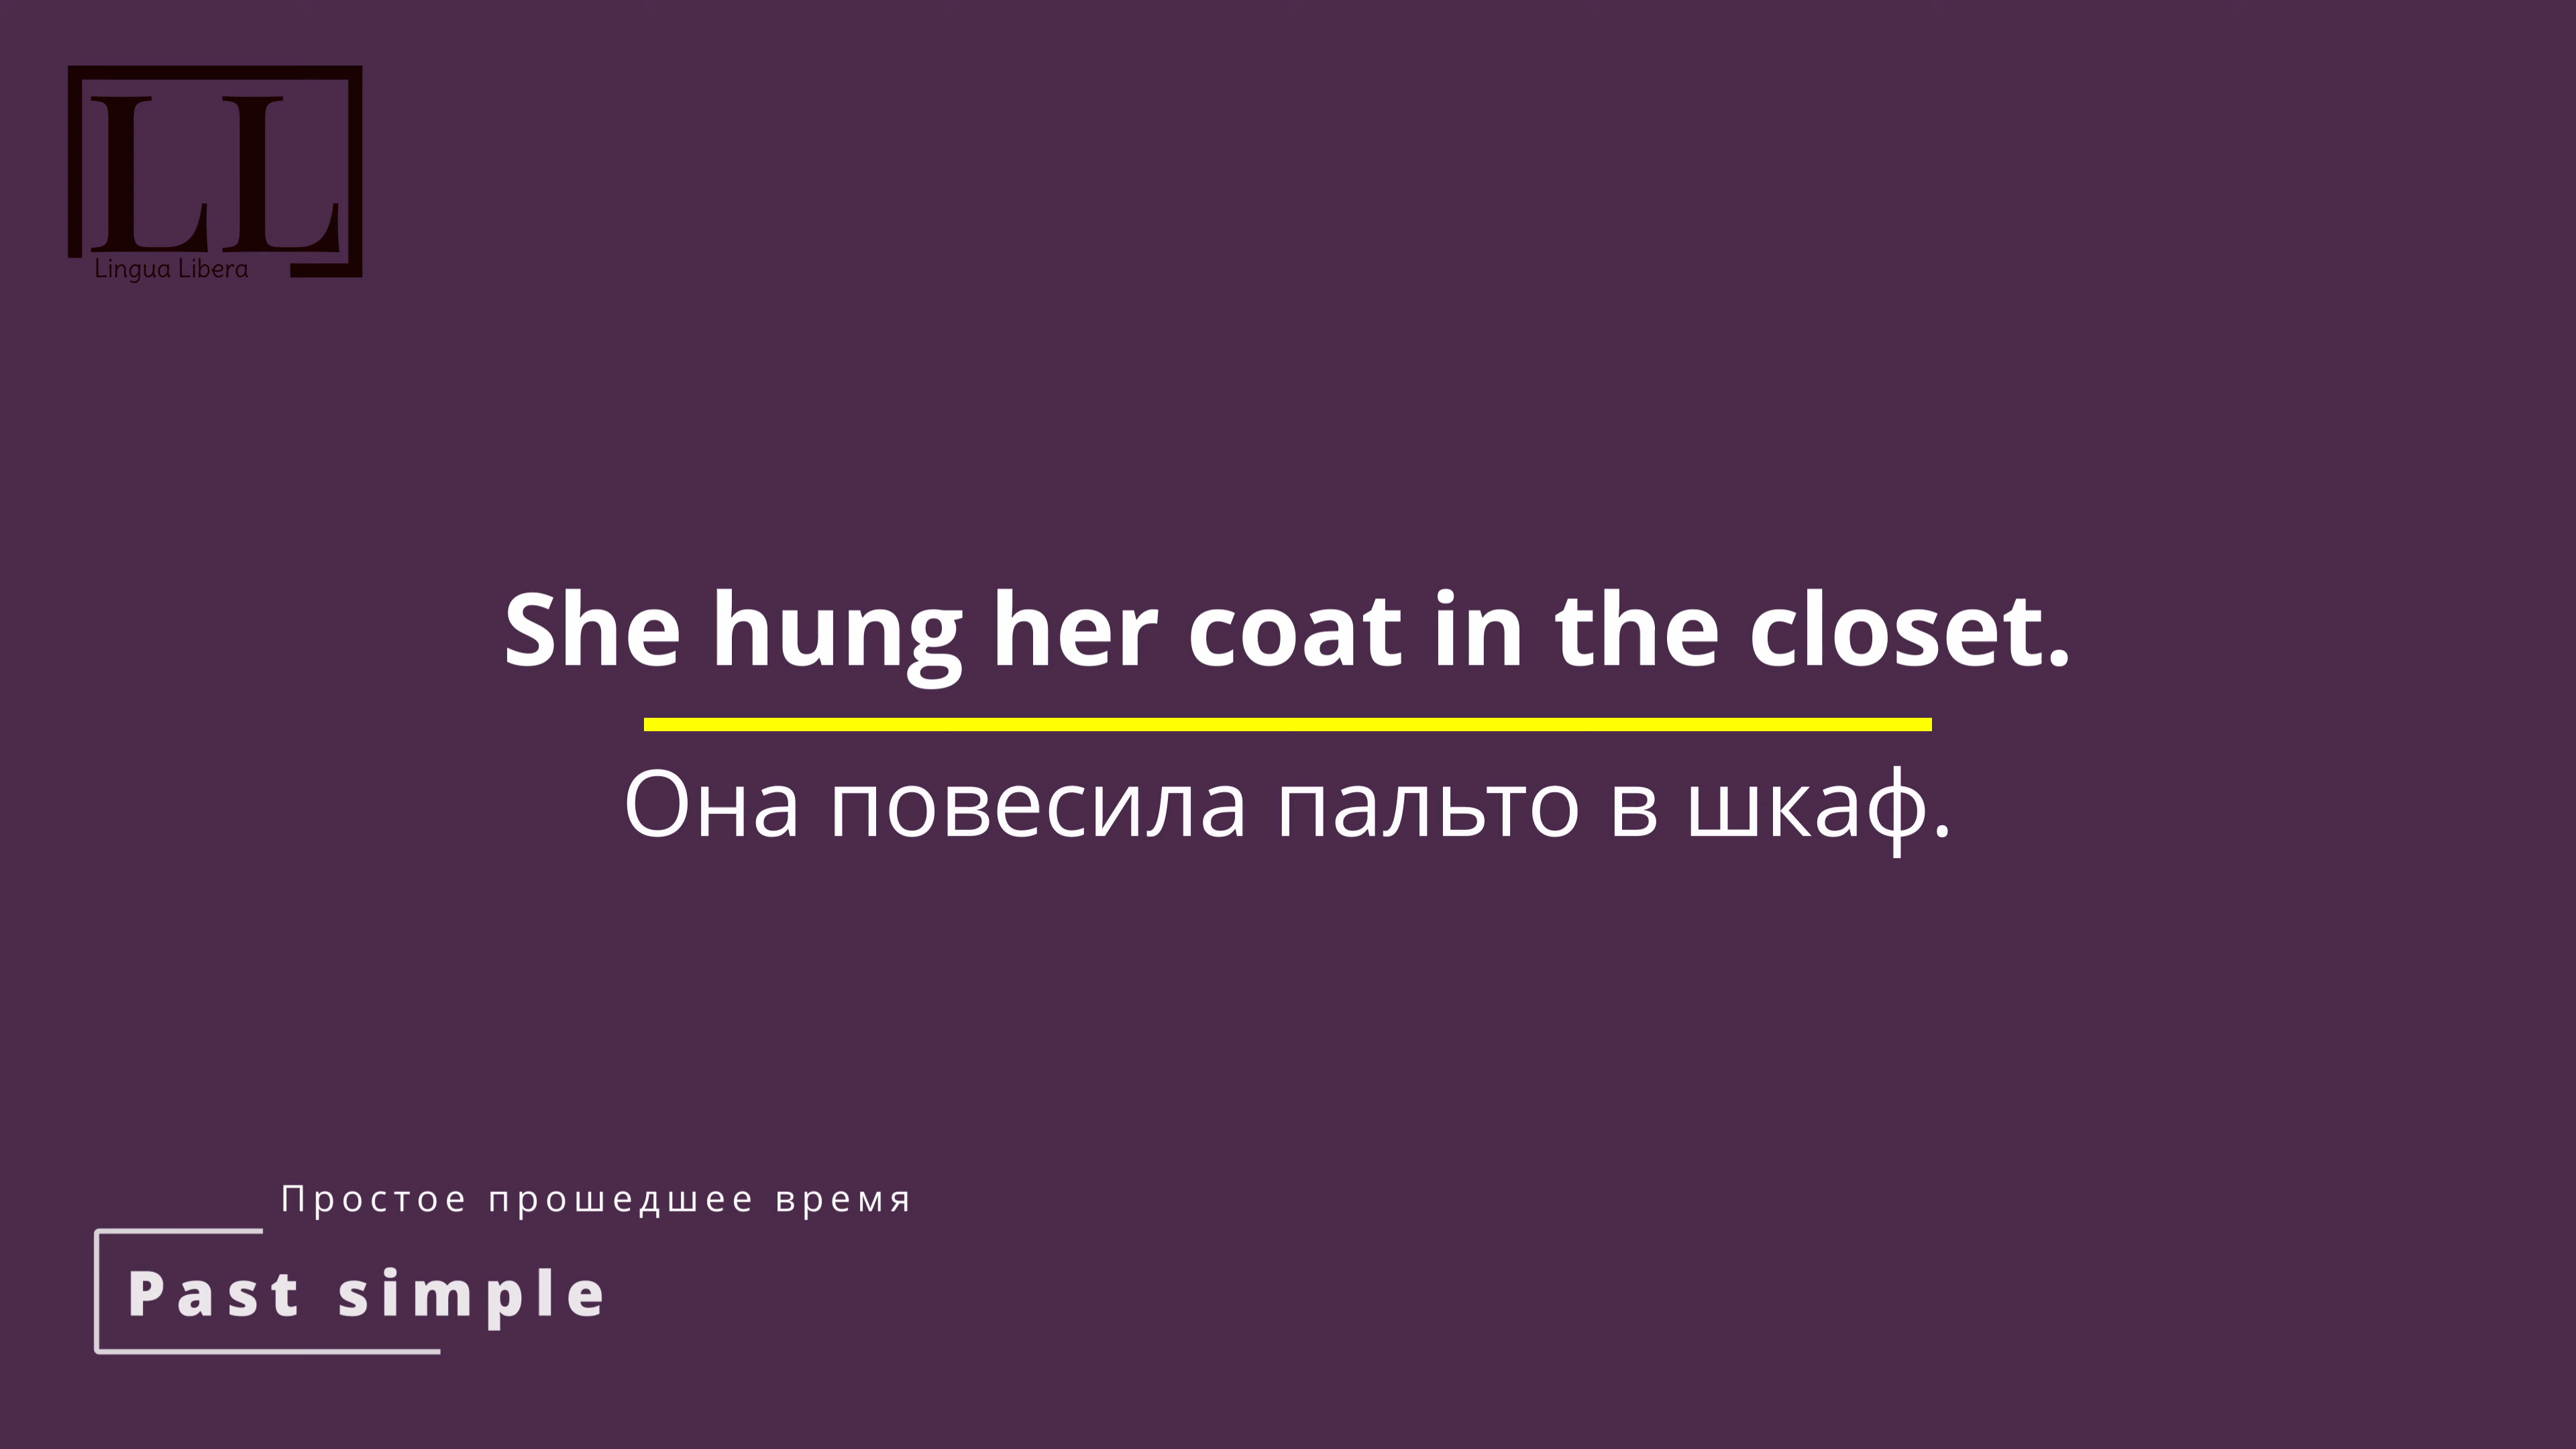 LL
Lingua Libera
She hung her coat in the closet.
Она повесила пальто в шкаф.
Простое прошедшее время
Past simple